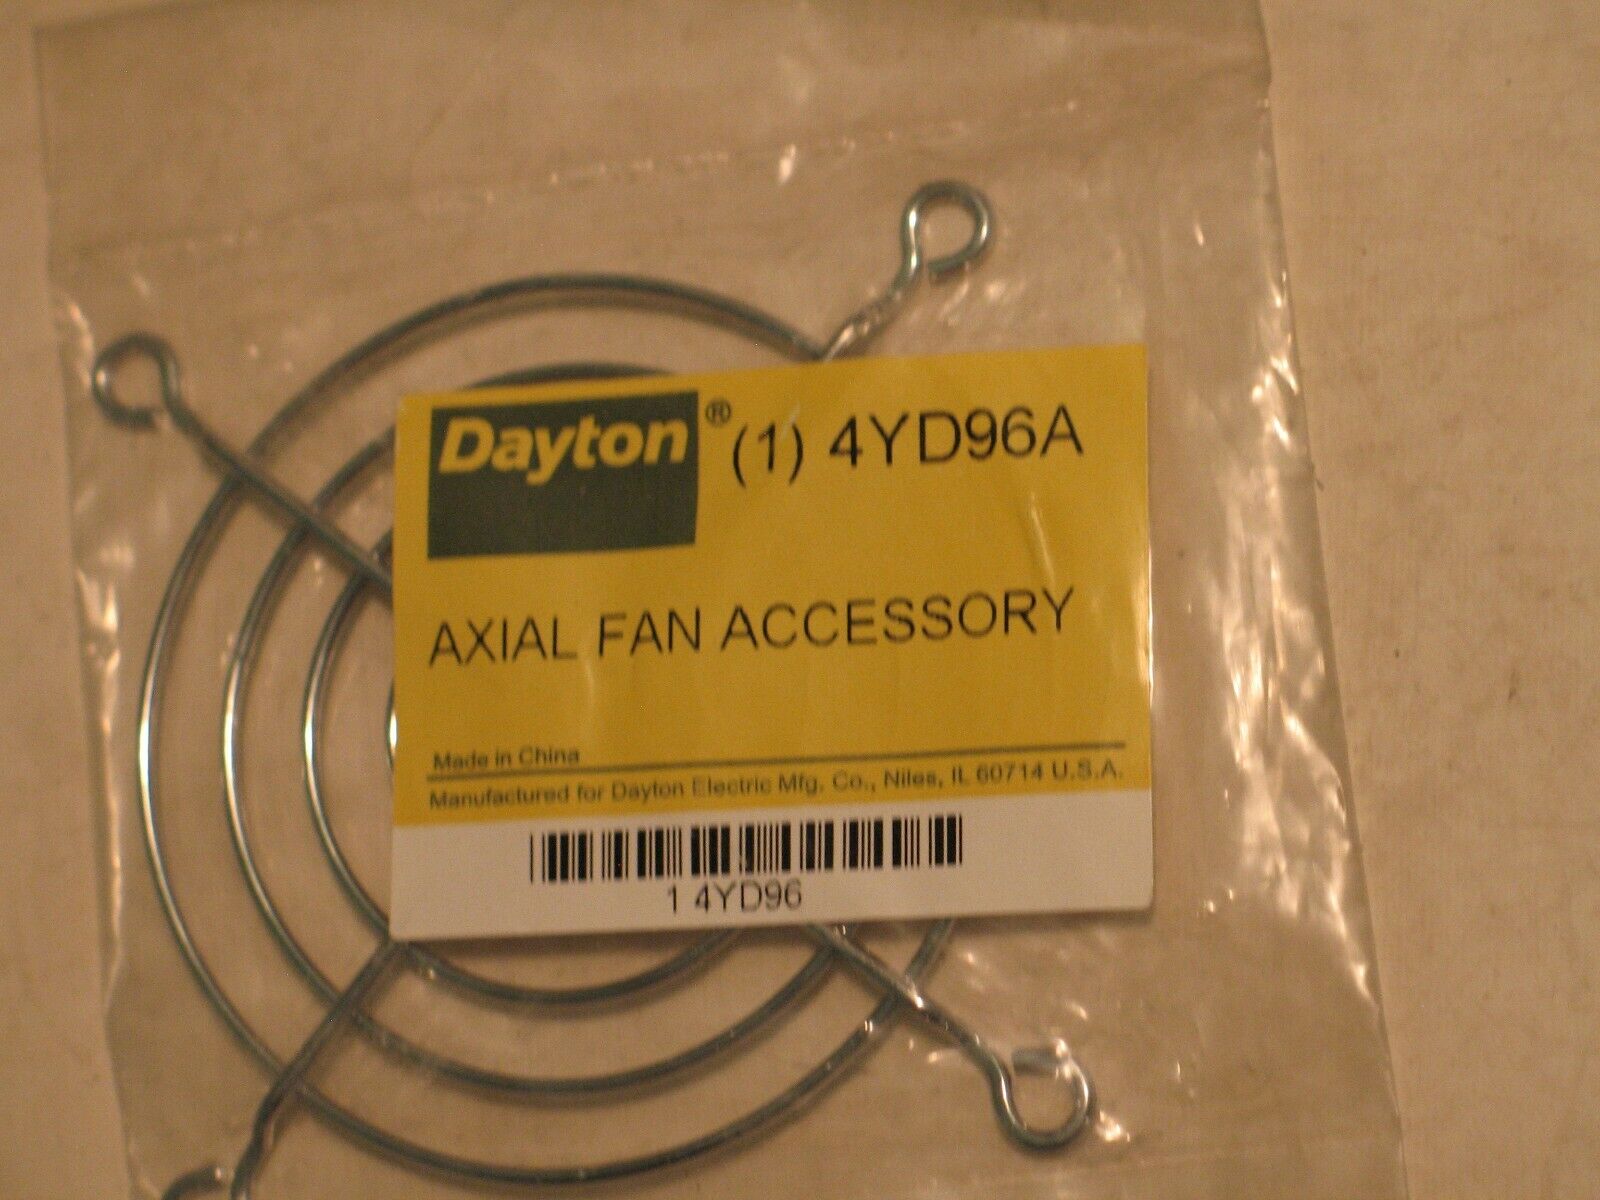 Dayton® (1) 4YD96A
AXIAL FAN ACCESSORY
Made in China
Manufactured for Dayton Electric Mfg. Co., Niles, IL 60714 U.S.A.
1 4YD96